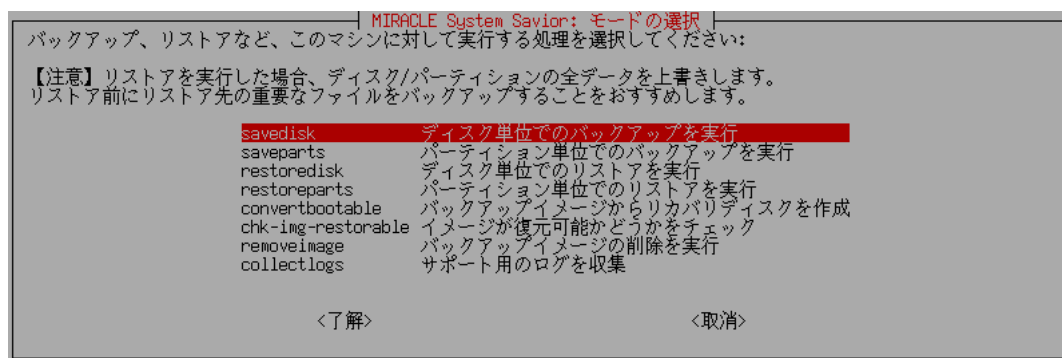 MIRACLE System Savior: モードの選択
バックアップ、リストアなど、このマシンに対して実行する処理を選択してください:
【注意】リストアを実行した場合、ディスク/パーティションの全データを上書きします。
リストア前にリストア先の重要なファイルをバックアップすることをおすすめします。
savedisk ディスク単位でのバックアップを実行
saveparts パーティション単位でのバックアップを実行
restoredisk ディスク単位でのリストアを実行
restoreparts パーティション単位でのリストアを実行
convertbootable バックアップイメージからリカバリディスクを作成
chk-img-restorable イメージが復元可能かどうかをチェック
removeimage バックアップイメージの削除を実行
collectlogs サポート用のログを収集
<了解> <取消>